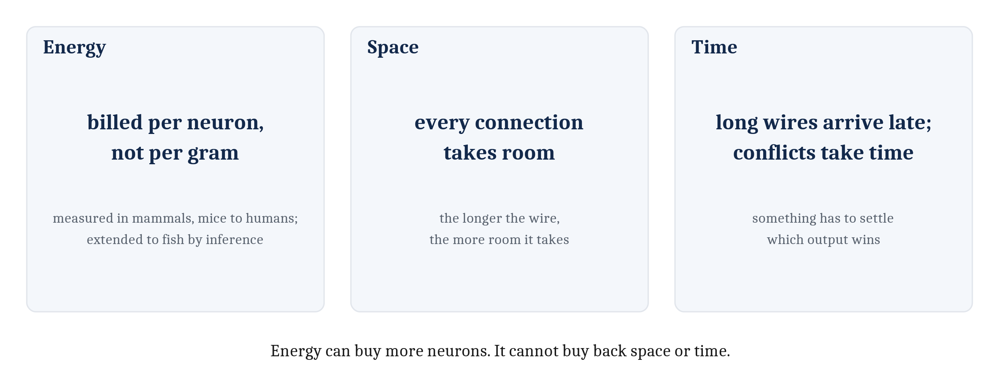 Energy
billed per neuron,
not per gram
measured in mammals, mice to humans;
extended to fish by inference
Space
every connection
takes room
the longer the wire,
the more room it takes
Time
long wires arrive late;
conflicts take time
something has to settle
which output wins
Energy can buy more neurons. It cannot buy back space or time.